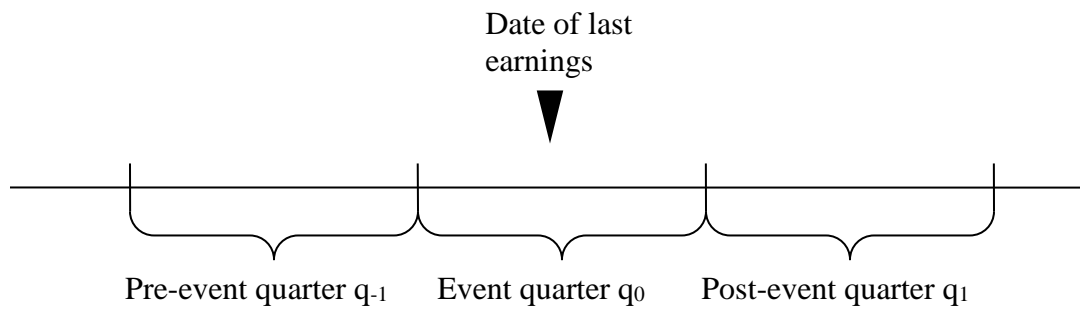 Date of last
earnings
Pre-event quarter q-1 Event quarter q0 Post-event quarter q1